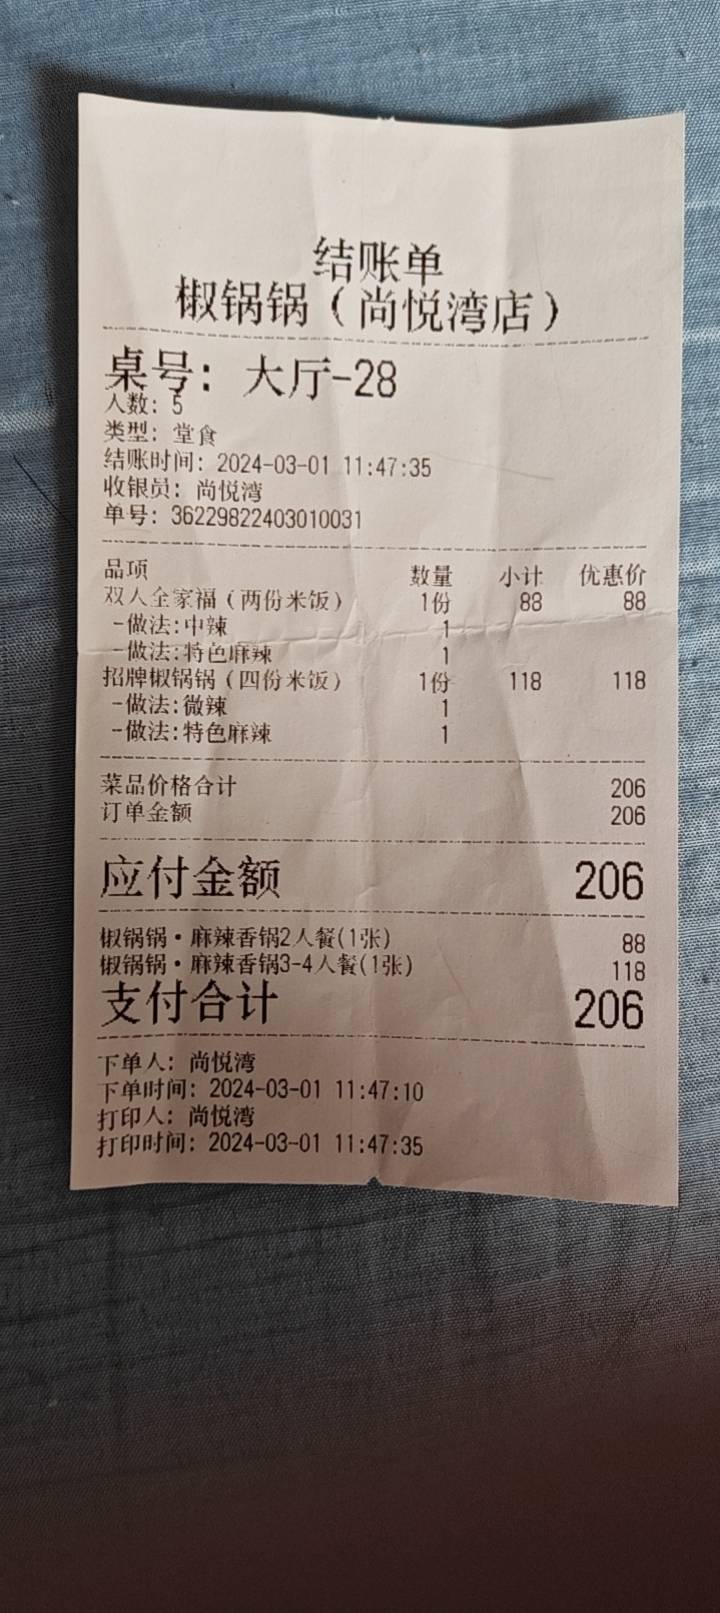 结账单
椒锅锅（尚悦湾店）
桌号: 大厅-28
人数: 5
类型: 堂食
结账时间: 2024-03-01 11:47:35
收银员: 尚悦湾
单号: 36229822403010031
品项 数量 小计 优惠价
双人全家福（两份米饭） 1份 88 88
-做法:中辣 1
-做法:特色麻辣 1
招牌椒锅锅（四份米饭） 1份 118 118
-做法:微辣 1
-做法:特色麻辣 1
菜品价格合计 206
订单金额 206
应付金额 206
椒锅锅·麻辣香锅2人餐(1张) 88
椒锅锅·麻辣香锅3-4人餐(1张) 118
支付合计 206
下单人: 尚悦湾
下单时间: 2024-03-01 11:47:10
打印人: 尚悦湾
打印时间: 2024-03-01 11:47:35